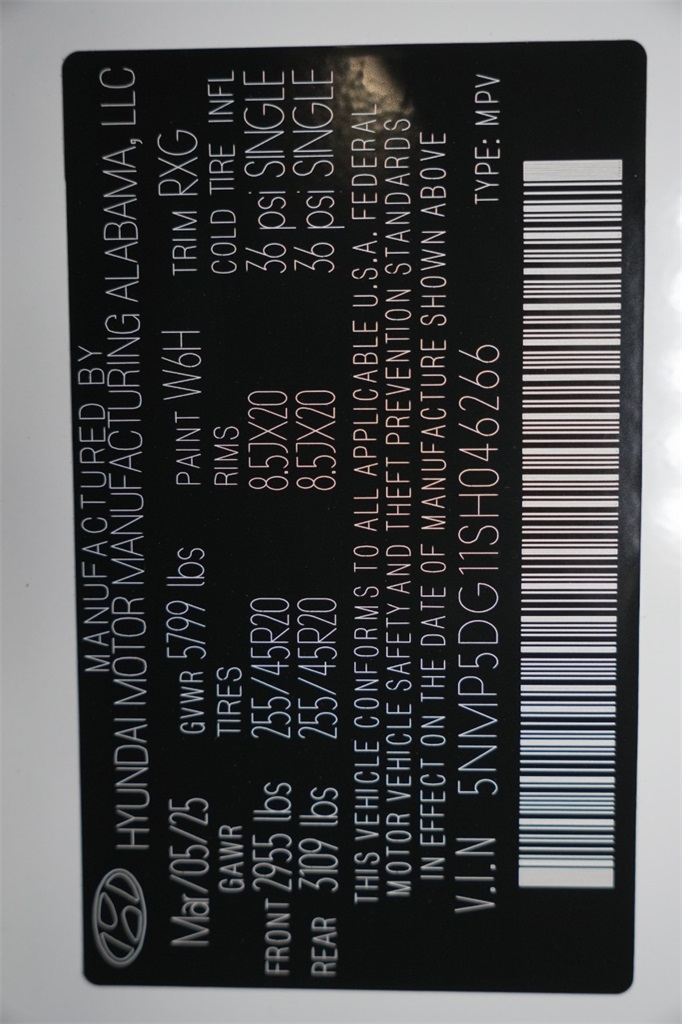 MANUFACTURED BY
HYUNDAI MOTOR MANUFACTURING ALABAMA, LLC
Mar/05/25 GVWR 5799 lbs PAINT W6H TRIM RXG
GAWR TIRES RIMS COLD TIRE INFL
FRONT 2955 lbs 255/45R20 8.5JX20 36 psi SINGLE
REAR 3109 lbs 255/45R20 8.5JX20 36 psi SINGLE
THIS VEHICLE CONFORMS TO ALL APPLICABLE U.S.A. FEDERAL
MOTOR VEHICLE SAFETY AND THEFT PREVENTION STANDARDS
IN EFFECT ON THE DATE OF MANUFACTURE SHOWN ABOVE
V.I.N 5NMP5DG11SH046266 TYPE: MPV